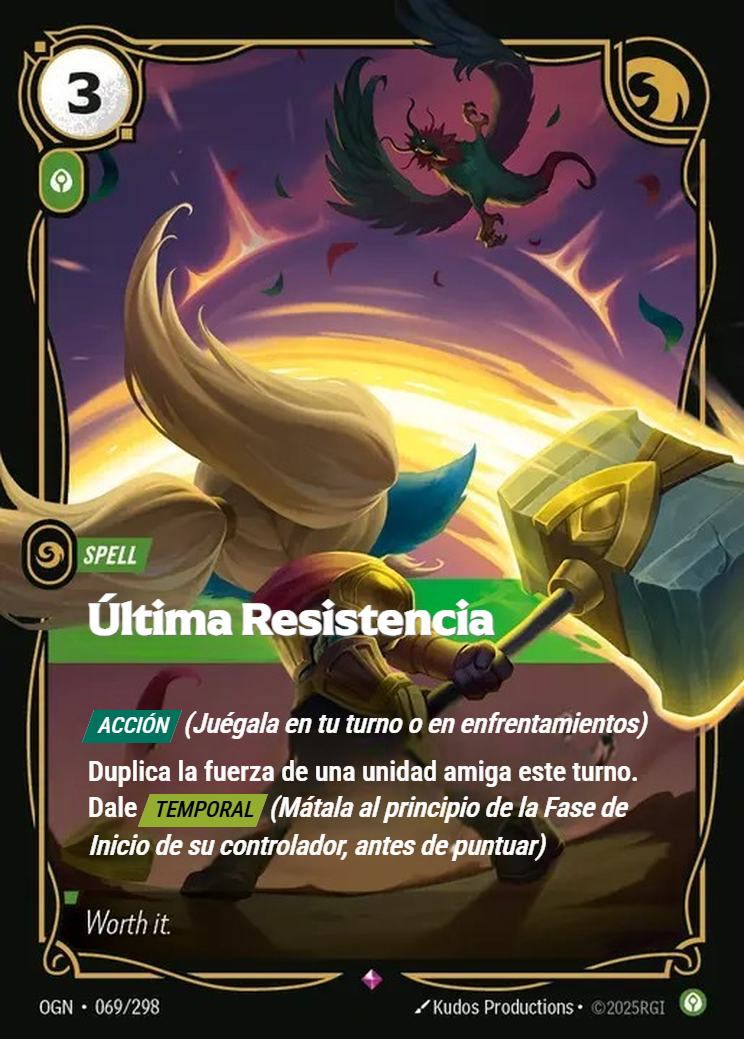 3
SPELL
Última Resistencia
ACCIÓN (Juégala en tu turno o en enfrentamientos)
Duplica la fuerza de una unidad amiga este turno.
Dale TEMPORAL (Mátala al principio de la Fase de
Inicio de su controlador, antes de puntuar)
Worth it.
OGN • 069/298 Kudos Productions • ©2025RGI